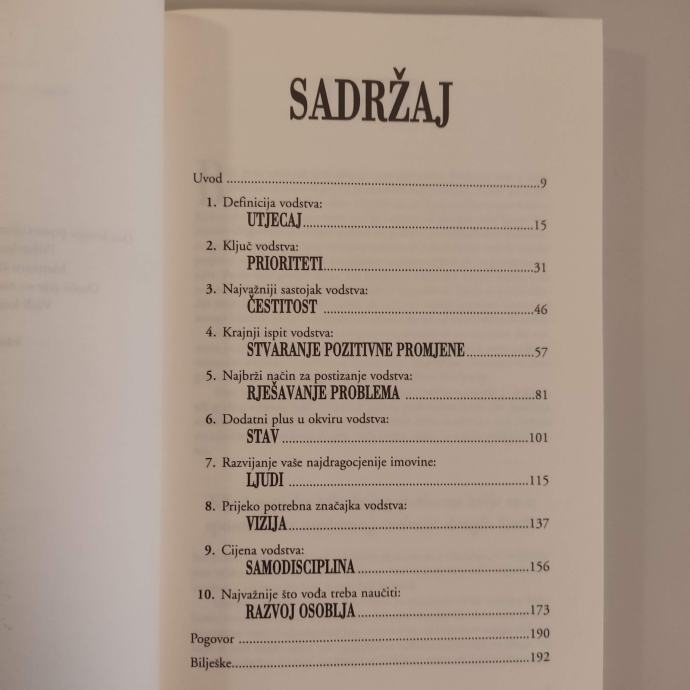 SADRŽAJ
Uvod ........ 9
1. Definicija vodstva:
UTJECAJ ........ 15
2. Ključ vodstva:
PRIORITETI ........ 31
3. Najvažniji sastojak vodstva:
ČESTITOST ........ 46
4. Krajnji ispit vodstva:
STVARANJE POZITIVNE PROMJENE ........ 57
5. Najbrži način za postizanje vodstva:
RJEŠAVANJE PROBLEMA ........ 81
6. Dodatni plus u okviru vodstva:
STAV ........ 101
7. Razvijanje vaše najdragocjenije imovine:
LJUDI ........ 115
8. Prijeko potrebna značajka vodstva:
VIZIJA ........ 137
9. Cijena vodstva:
SAMODISCIPLINA ........ 156
10. Najvažnije što vođa treba naučiti:
RAZVOJ OSOBLJA ........ 173
Pogovor ........ 190
Bilješke ........ 192